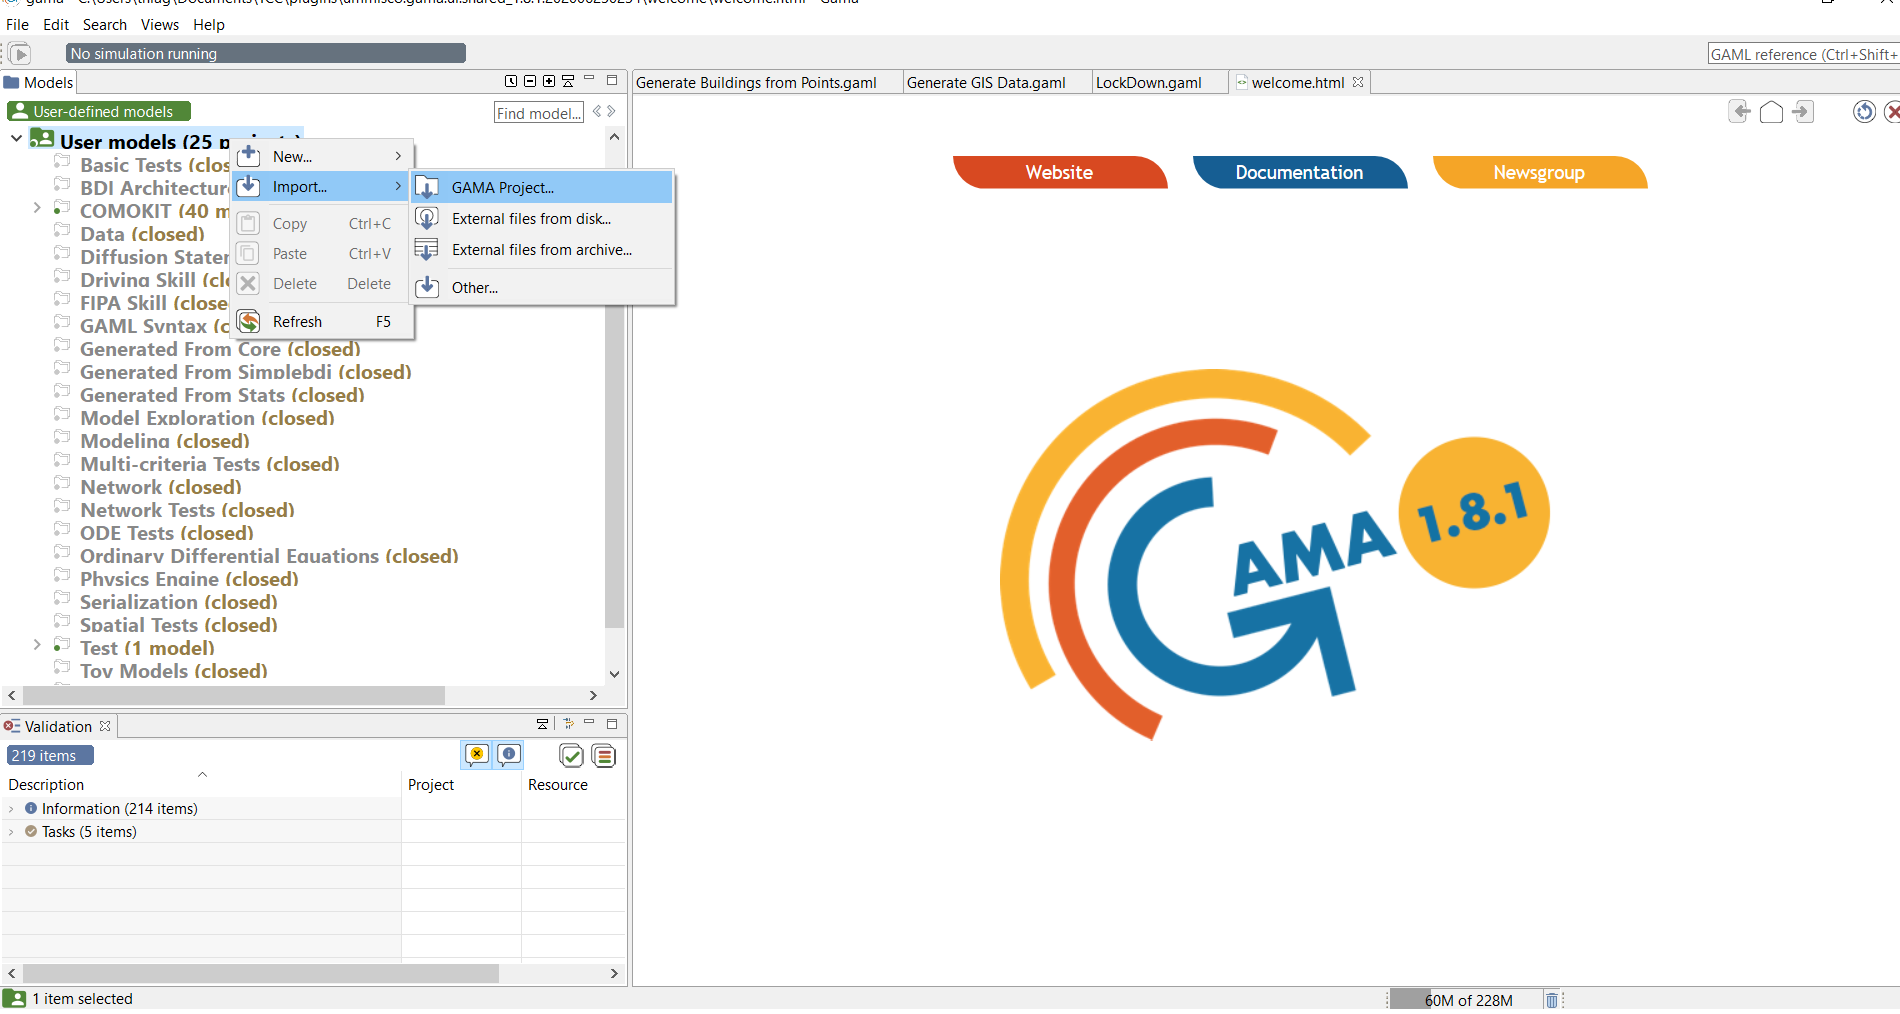 File Edit Search Views Help
No simulation running
GAML reference (Ctrl+Shift+
Models
User-defined models
Find model...
User models (25 p
Basic Tests (clos
BDI Architectur
COMOKIT (40 m
Data (closed)
Diffusion Stater
Driving Skill (cl
FIPA Skill (close
GAML Syntax (c
Generated From Core (closed)
Generated From Simplebdi (closed)
Generated From Stats (closed)
Model Exploration (closed)
Modeling (closed)
Multi-criteria Tests (closed)
Network (closed)
Network Tests (closed)
ODE Tests (closed)
Ordinary Differential Equations (closed)
Physics Engine (closed)
Serialization (closed)
Spatial Tests (closed)
Test (1 model)
Toy Models (closed)
New...
Import...
Copy Ctrl+C
Paste Ctrl+V
Delete Delete
Refresh F5
GAMA Project...
External files from disk...
External files from archive...
Other...
Generate Buildings from Points.gaml Generate GIS Data.gaml LockDown.gaml welcome.html
Website Documentation Newsgroup
GAMA 1.8.1
Validation
219 items
Description Project Resource
Information (214 items)
Tasks (5 items)
1 item selected
60M of 228M